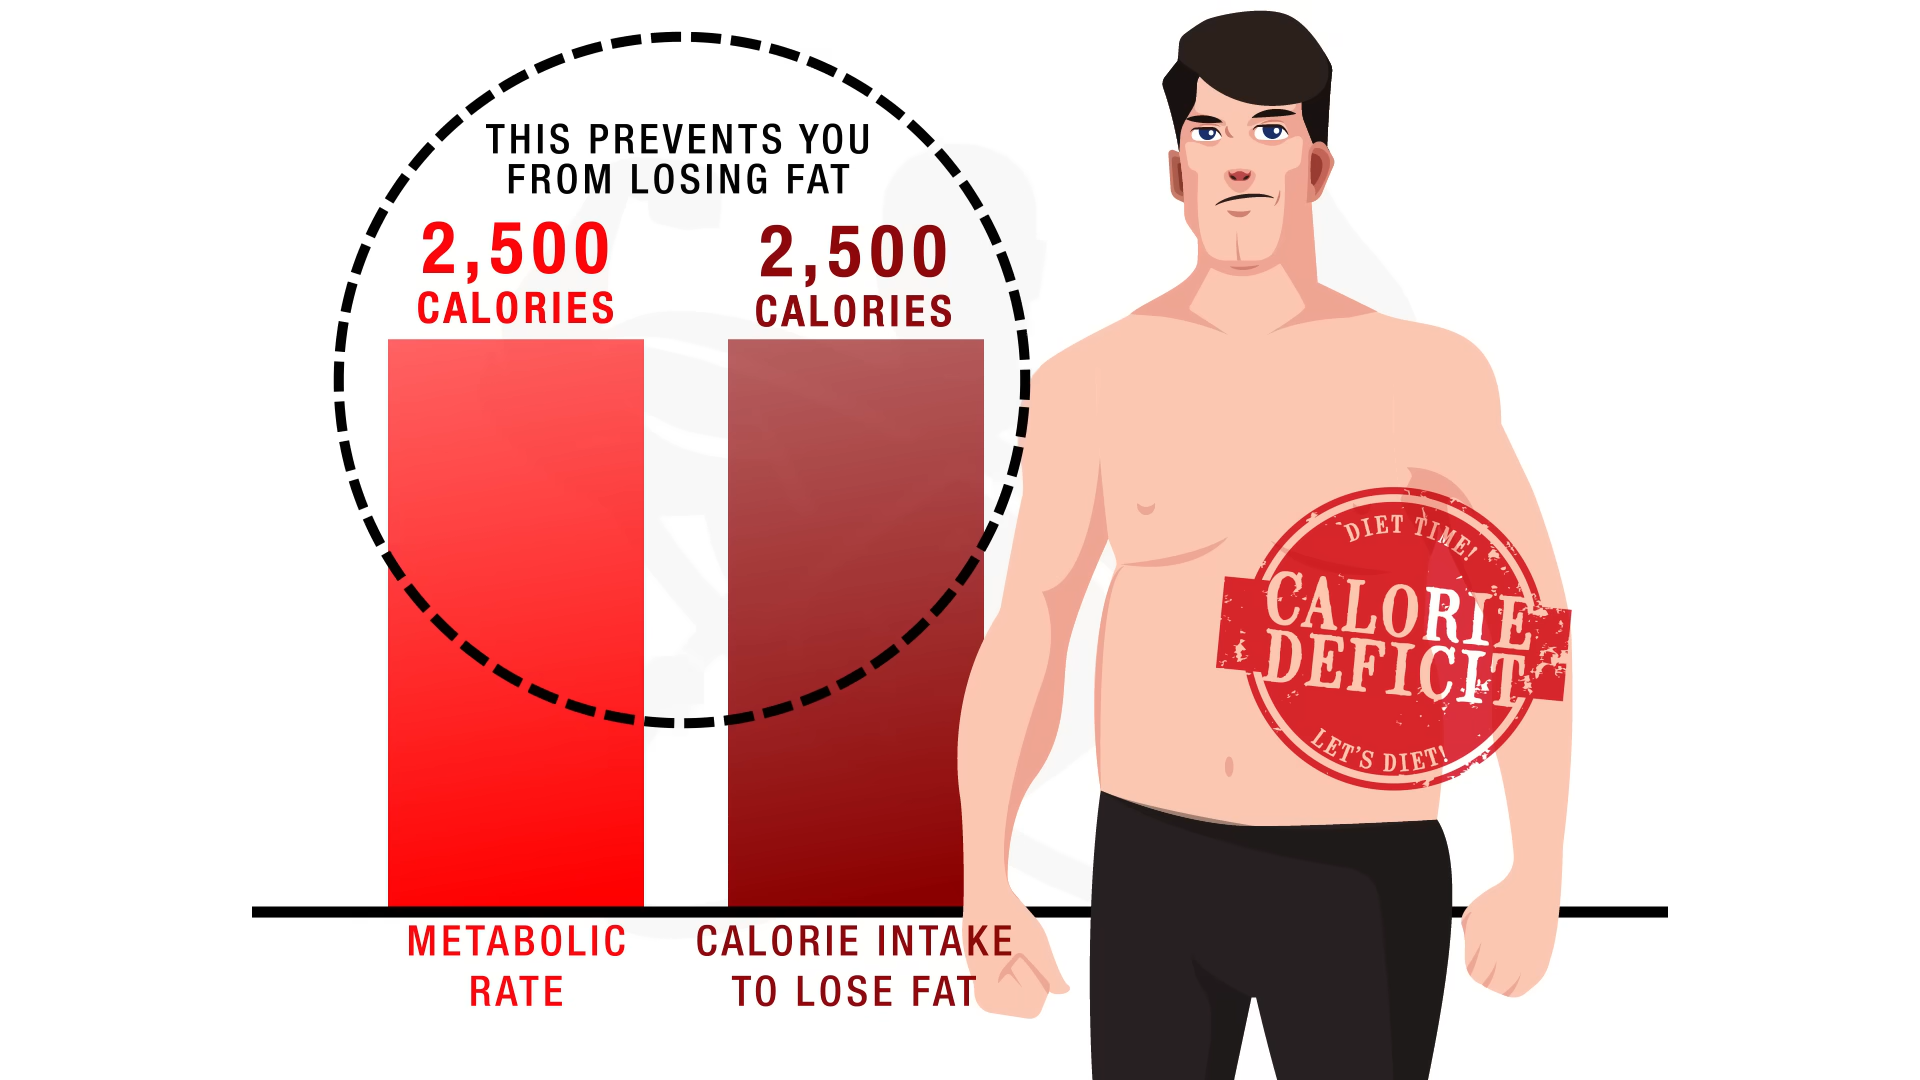 THIS PREVENTS YOU
FROM LOSING FAT
2,500
CALORIES
2,500
CALORIES
METABOLIC
RATE
CALORIE INTAKE
TO LOSE FAT
DIET TIME!
CALORIE
DEFICIT
LET'S DIET!